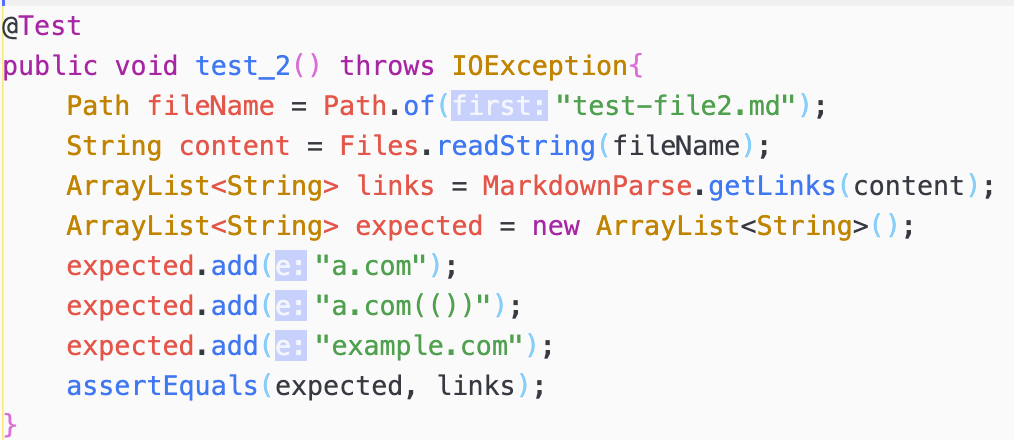 @Test
public void test_2() throws IOException{
    Path fileName = Path.of(first: "test-file2.md");
    String content = Files.readString(fileName);
    ArrayList<String> links = MarkdownParse.getLinks(content);
    ArrayList<String> expected = new ArrayList<String>();
    expected.add(e: "a.com");
    expected.add(e: "a.com(())");
    expected.add(e: "example.com");
    assertEquals(expected, links);
}